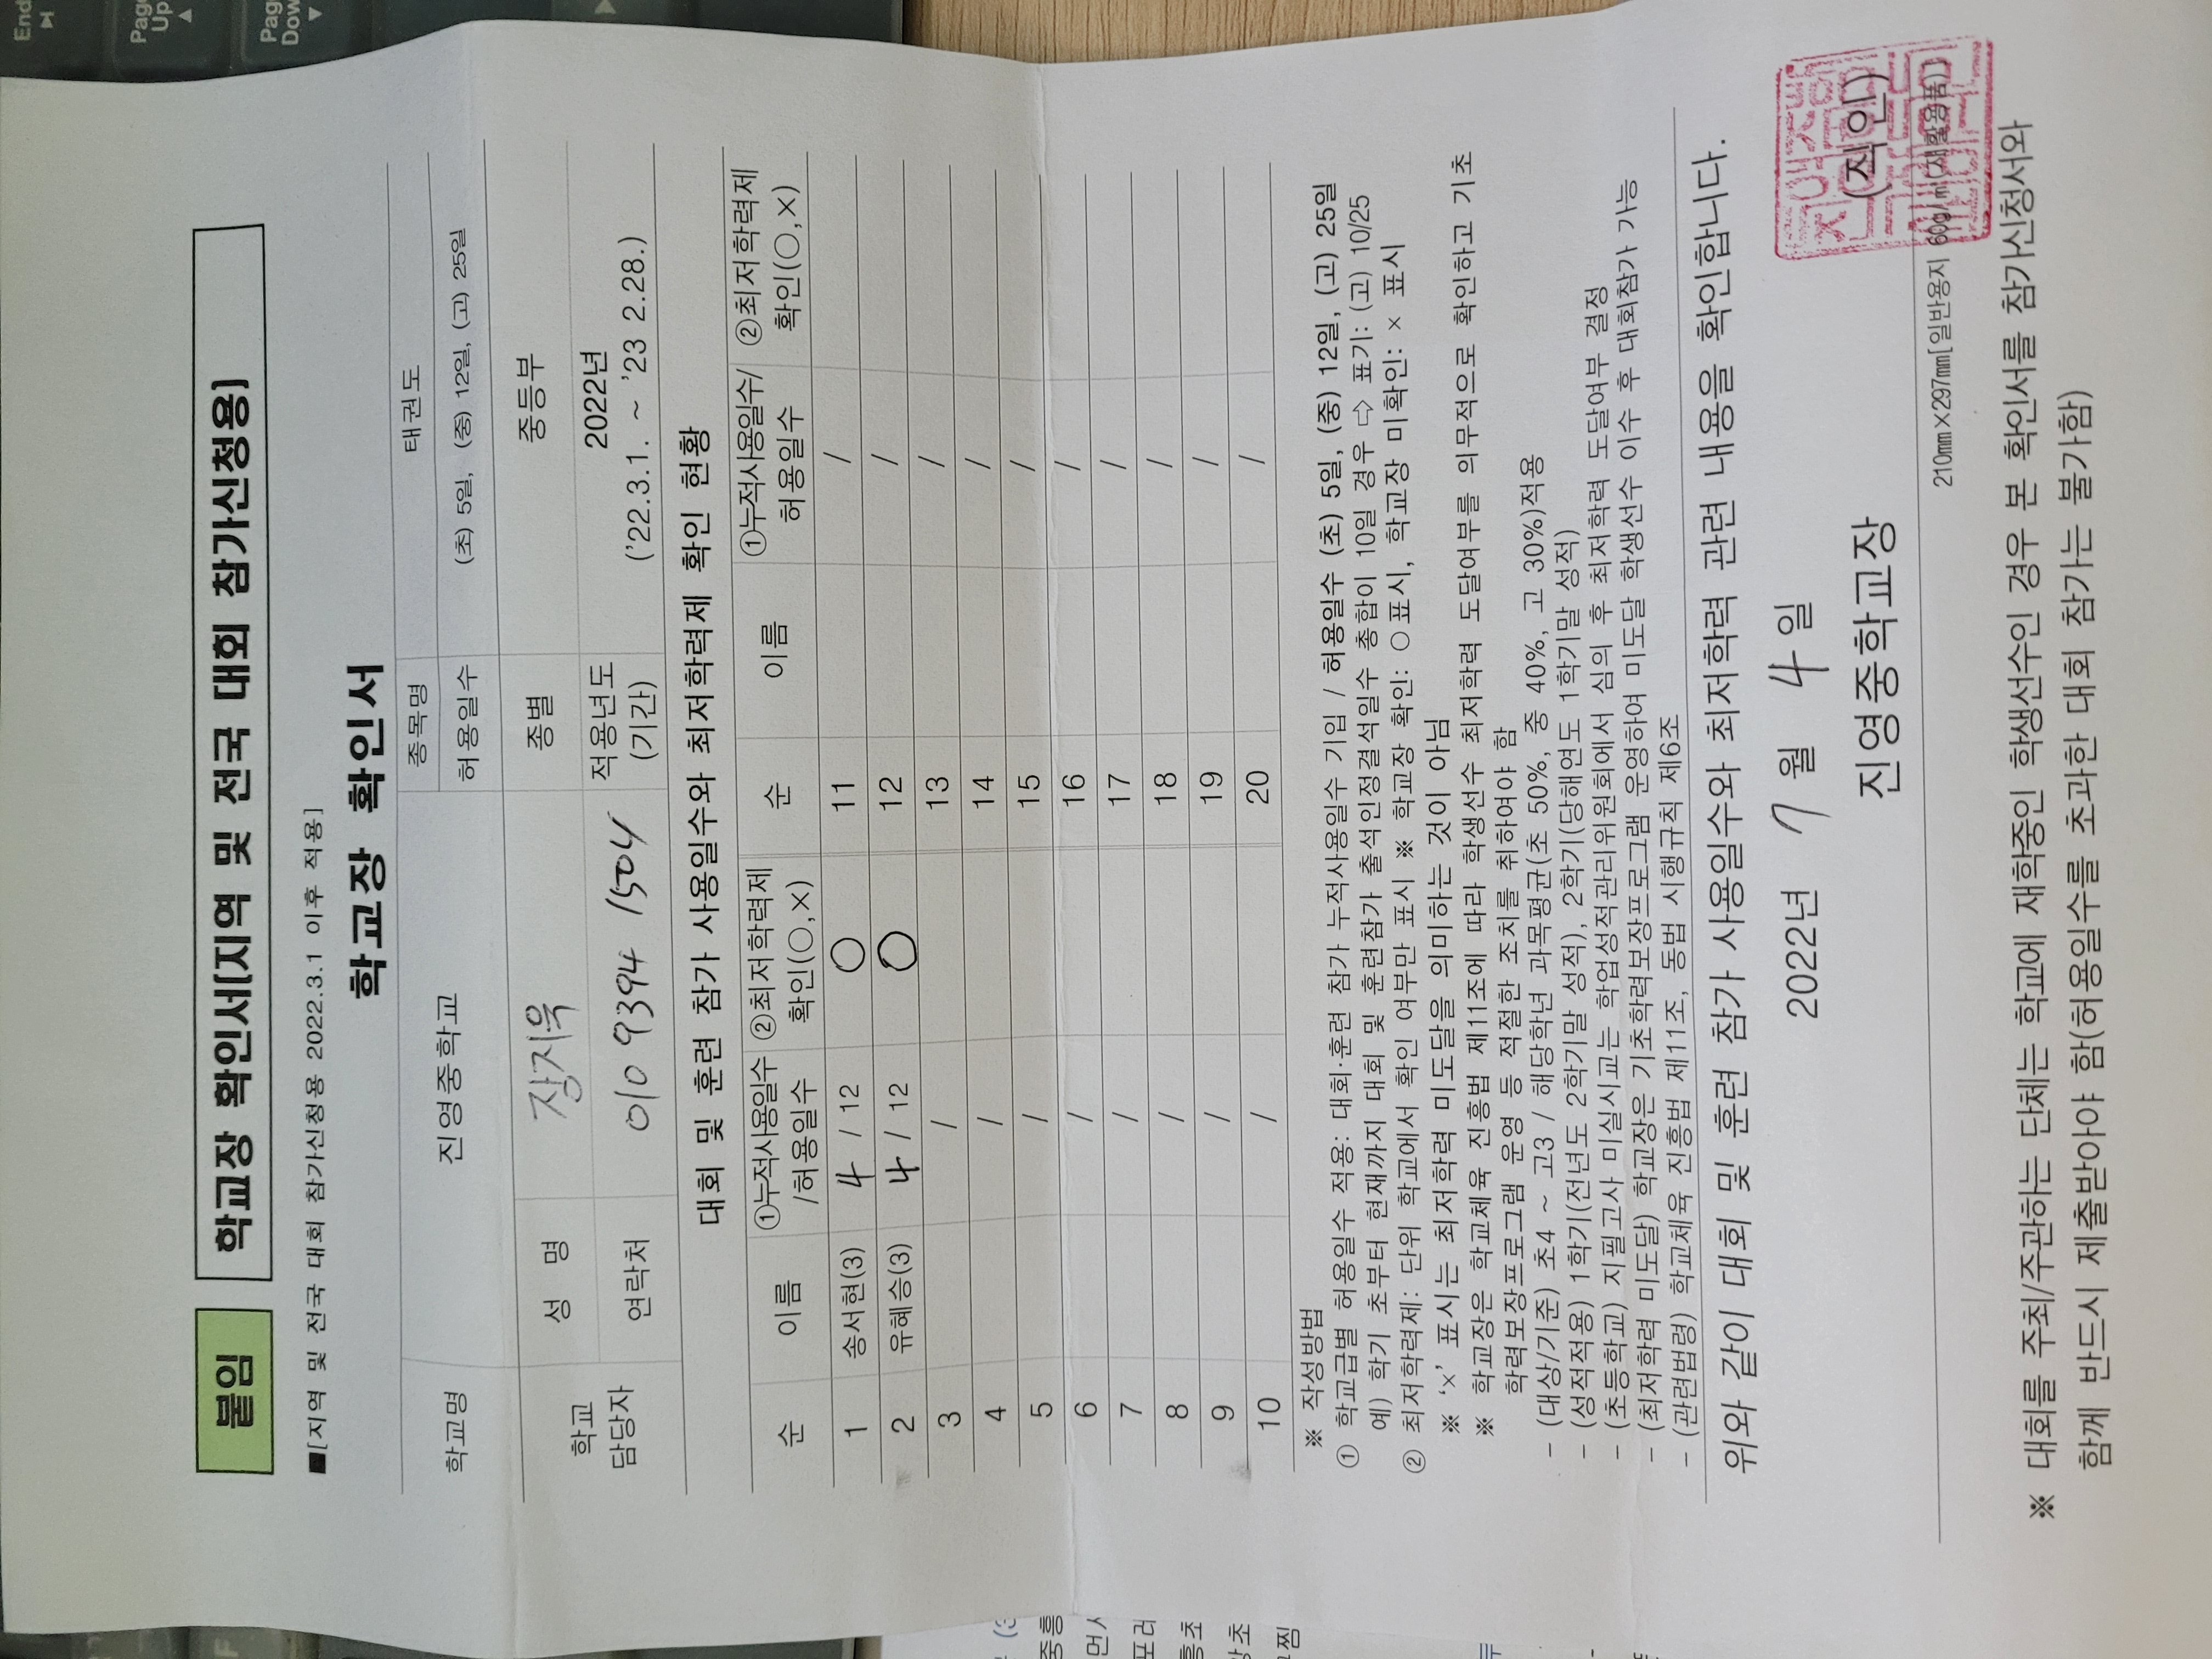 붙임 학교장 확인서(지역 및 전국 대회 참가신청용)
■[지역 및 전국 대회 참가신청용 2022.3.1 이후 적용]
학교장 확인서
학교명 진영중학교 종목명 태권도
허용일수 (초) 5일, (중) 12일, (고) 25일
학교 담당자 성 명 장지욱 종별 중등부
연락처 010 9394 1504 적용년도 (기간) 2022년 ('22.3.1. ~ '23 2.28.)
대회 및 훈련 참가 사용일수와 최저학력제 확인 현황
순 이름 ①누적사용일수/허용일수 ②최저학력제 확인(○,×) 순 이름 ①누적사용일수/허용일수 ②최저학력제 확인(○,×)
1 송서현(3) 4 / 12 ○ 11 /
2 유혜승(3) 4 / 12 ○ 12 /
3 / 13 /
4 / 14 /
5 / 15 /
6 / 16 /
7 / 17 /
8 / 18 /
9 / 19 /
10 / 20 /
※ 작성방법
① 학교급별 허용일수 적용: 대회·훈련 참가 누적사용일수 기입 / 허용일수 (초) 5일, (중) 12일, (고) 25일
예) 학기 초부터 현재까지 대회 및 훈련참가 출석인정결석일수 총합이 10일 경우 ⇨ 표기: (고) 10/25
② 최저학력제: 단위 학교에서 확인 여부만 표시 ※ 학교장 확인: ○표시, 학교장 미확인: × 표시
※ '×' 표시는 최저학력 미도달을 의미하는 것이 아님
※ 학교장은 학교체육 진흥법 제11조에 따라 학생선수 최저학력 도달여부를 의무적으로 확인하고 기초
학력보장프로그램 운영 등 적절한 조치를 취하여야 함
- (대상/기준) 초4 ~ 고3 / 해당학년 과목평균(초 50%, 중 40%, 고 30%)적용
- (성적적용) 1학기(전년도 2학기말 성적), 2학기(당해연도 1학기말 성적)
- (초등학교) 지필고사 미실시교는 학업성적관리위원회에서 심의 후 최저학력 도달여부 결정
- (최저학력 미도달) 학교장은 기초학력보장프로그램 운영하여 미도달 학생선수 이수 후 대회참가 가능
- (관련법령) 학교체육 진흥법 제11조, 동법 시행규칙 제6조
위와 같이 대회 및 훈련 참가 사용일수와 최저학력 관련 내용을 확인합니다.
2022년 7 월 4 일
진영중학교장 (직인)
210mm×297mm[일반용지 60g/㎡(재활용품)]
※ 대회를 주최/주관하는 단체는 학교에 재학중인 학생선수인 경우 본 확인서를 참가신청서와
함께 반드시 제출받아야 함(허용일수를 초과한 대회 참가는 불가함)
End
Page Up
Page Down
F